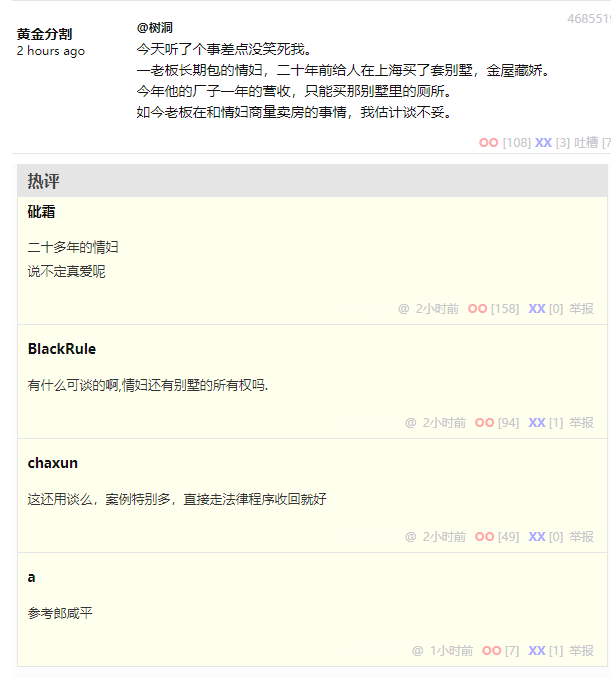 黄金分割
2 hours ago
@树洞
4685519
今天听了个事差点没笑死我。
一老板长期包的情妇，二十年前给人在上海买了套别墅，金屋藏娇。
今年他的厂子一年的营收，只能买那别墅里的厕所。
如今老板在和情妇商量卖房的事情，我估计谈不妥。
OO [108] XX [3] 吐槽 [7
热评
砒霜
二十多年的情妇
说不定真爱呢
@ 2小时前 OO [158] XX [0] 举报
BlackRule
有什么可谈的啊,情妇还有别墅的所有权吗.
@ 2小时前 OO [94] XX [1] 举报
chaxun
这还用谈么，案例特别多，直接走法律程序收回就好
@ 2小时前 OO [49] XX [0] 举报
a
参考郎咸平
@ 1小时前 OO [7] XX [1] 举报